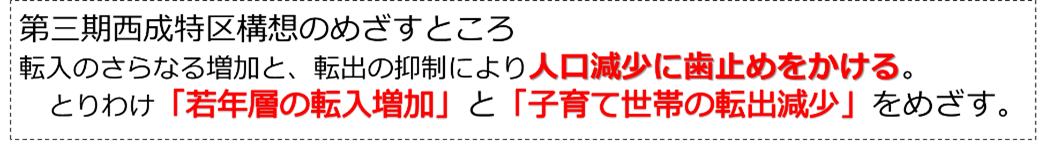 第三期西成特区構想のめざすところ
転入のさらなる増加と、転出の抑制により人口減少に歯止めをかける。
とりわけ「若年層の転入増加」と「子育て世帯の転出減少」をめざす。